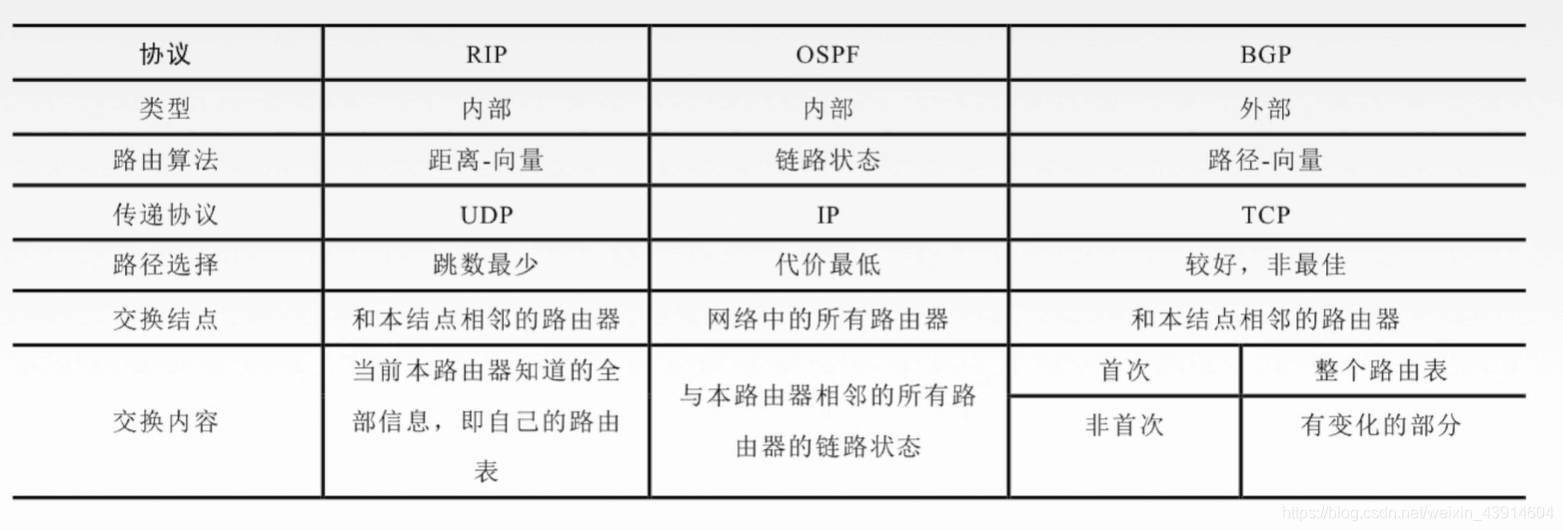 协议 RIP OSPF BGP
类型 内部 内部 外部
路由算法 距离-向量 链路状态 路径-向量
传递协议 UDP IP TCP
路径选择 跳数最少 代价最低 较好，非最佳
交换结点 和本结点相邻的路由器 网络中的所有路由器 和本结点相邻的路由器
交换内容
当前本路由器知道的全
部信息，即自己的路由
表
与本路由器相邻的所有路
由器的链路状态
首次 整个路由表
非首次 有变化的部分
https://blog.csdn.net/weixin_43914604